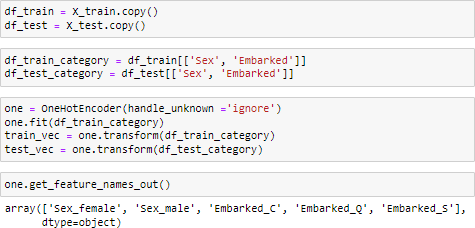 df_train = X_train.copy()
df_test = X_test.copy()
df_train_category = df_train[['Sex', 'Embarked']]
df_test_category = df_test[['Sex', 'Embarked']]
one = OneHotEncoder(handle_unknown ='ignore')
one.fit(df_train_category)
train_vec = one.transform(df_train_category)
test_vec = one.transform(df_test_category)
one.get_feature_names_out()
array(['Sex_female', 'Sex_male', 'Embarked_C', 'Embarked_Q', 'Embarked_S'],
dtype=object)